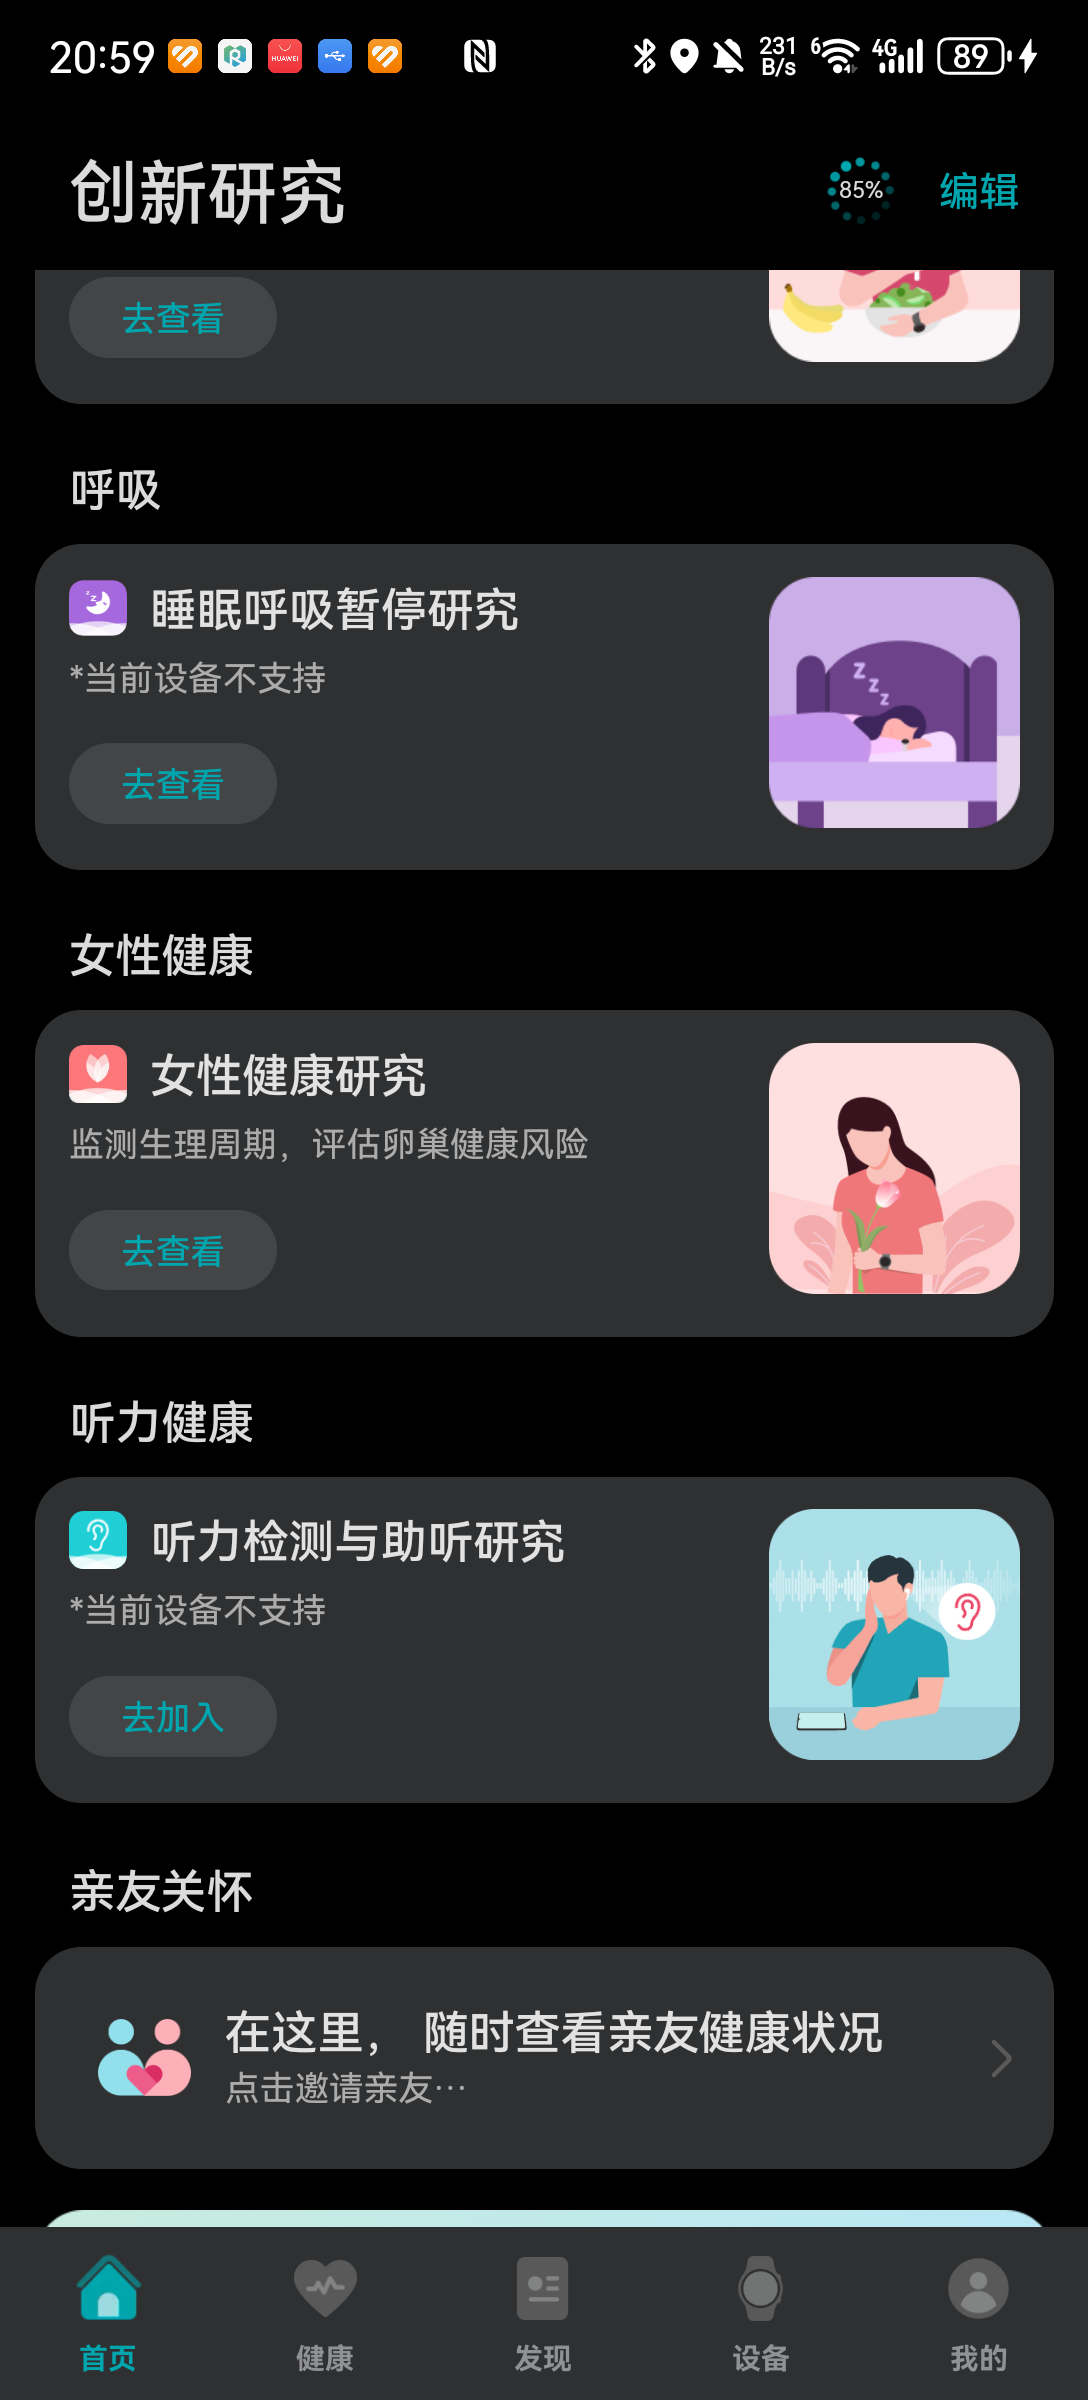 20:59
HUAWEI
231 B/s
6
4G
89
创新研究
85%
编辑
去查看
呼吸
睡眠呼吸暂停研究
*当前设备不支持
去查看
女性健康
女性健康研究
监测生理周期，评估卵巢健康风险
去查看
听力健康
听力检测与助听研究
*当前设备不支持
去加入
亲友关怀
在这里， 随时查看亲友健康状况
点击邀请亲友···
首页
健康
发现
设备
我的